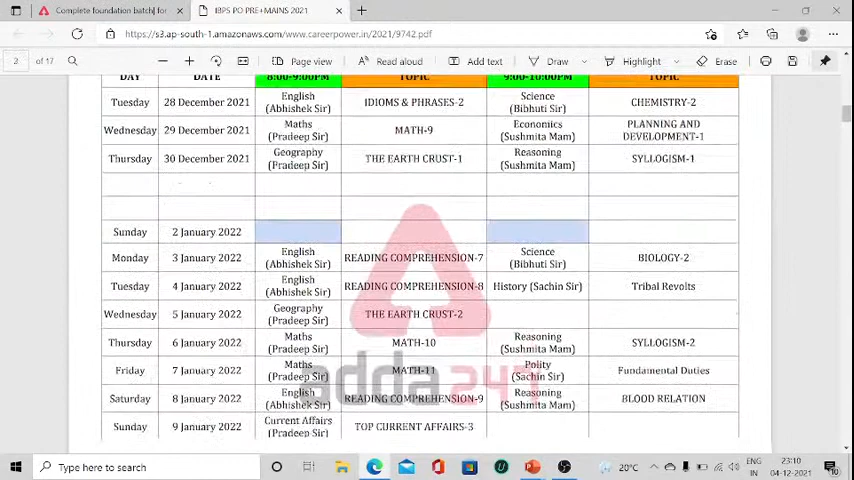 Complete foundation batch| for
IBPS PO PRE+MAINS 2021
https://s3.ap-south-1.amazonaws.com/www.careerpower.in/2021/9742.pdf
2 of 17 Page view Read aloud Add text Draw Highlight Erase
DAY DATE 8:00-9:00PM TOPIC 9:00-10:00PM TOPIC
Tuesday 28 December 2021 English (Abhishek Sir) IDIOMS & PHRASES-2 Science (Bibhuti Sir) CHEMISTRY-2
Wednesday 29 December 2021 Maths (Pradeep Sir) MATH-9 Economics (Sushmita Mam) PLANNING AND DEVELOPMENT-1
Thursday 30 December 2021 Geography (Pradeep Sir) THE EARTH CRUST-1 Reasoning (Sushmita Mam) SYLLOGISM-1
Sunday 2 January 2022
Monday 3 January 2022 English (Abhishek Sir) READING COMPREHENSION-7 Science (Bibhuti Sir) BIOLOGY-2
Tuesday 4 January 2022 English (Abhishek Sir) READING COMPREHENSION-8 History (Sachin Sir) Tribal Revolts
Wednesday 5 January 2022 Geography (Pradeep Sir) THE EARTH CRUST-2
Thursday 6 January 2022 Maths (Pradeep Sir) MATH-10 Reasoning (Sushmita Mam) SYLLOGISM-2
Friday 7 January 2022 Maths (Pradeep Sir) MATH-11 Polity (Sachin Sir) Fundamental Duties
adda247
Saturday 8 January 2022 English (Abhishek Sir) READING COMPREHENSION-9 Reasoning (Sushmita Mam) BLOOD RELATION
Sunday 9 January 2022 Current Affairs (Pradeep Sir) TOP CURRENT AFFAIRS-3
Type here to search 20°C ENG IN 23:10 04-12-2021